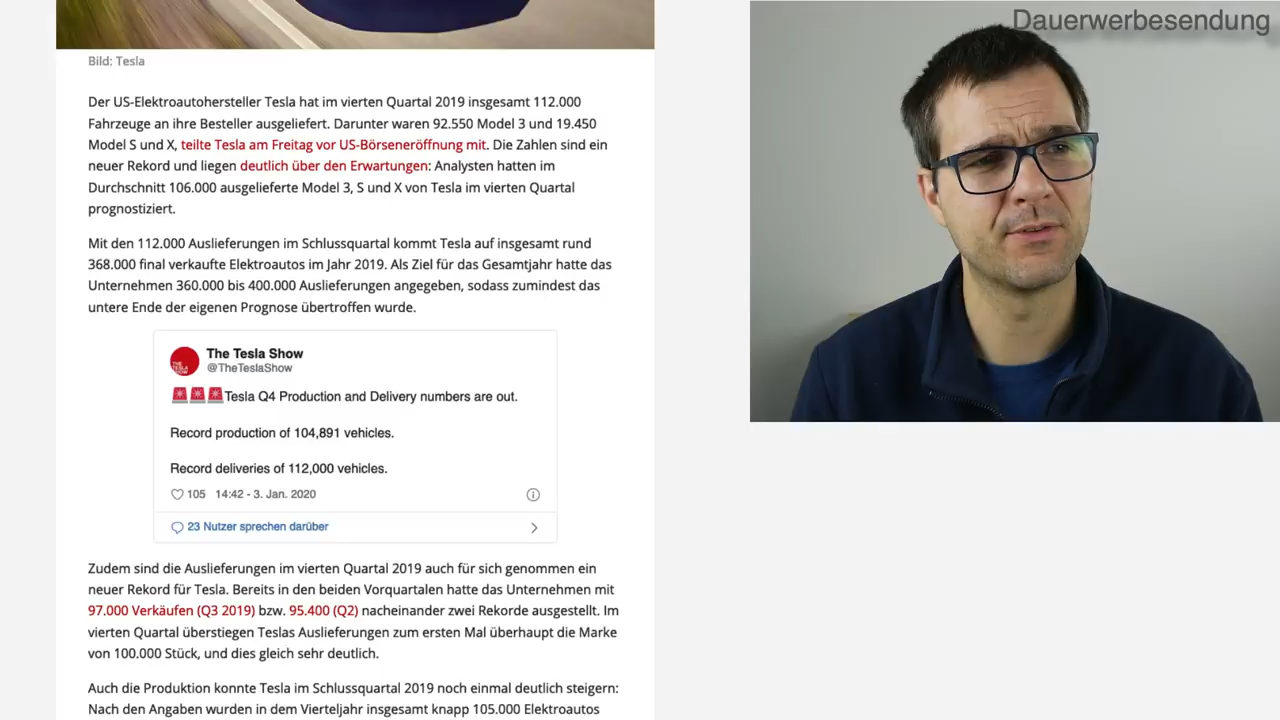 Dauerwerbesendung
Bild: Tesla
Der US-Elektroautohersteller Tesla hat im vierten Quartal 2019 insgesamt 112.000
Fahrzeuge an ihre Besteller ausgeliefert. Darunter waren 92.550 Model 3 und 19.450
Model S und X, teilte Tesla am Freitag vor US-Börseneröffnung mit. Die Zahlen sind ein
neuer Rekord und liegen deutlich über den Erwartungen: Analysten hatten im
Durchschnitt 106.000 ausgelieferte Model 3, S und X von Tesla im vierten Quartal
prognostiziert.
Mit den 112.000 Auslieferungen im Schlussquartal kommt Tesla auf insgesamt rund
368.000 final verkaufte Elektroautos im Jahr 2019. Als Ziel für das Gesamtjahr hatte das
Unternehmen 360.000 bis 400.000 Auslieferungen angegeben, sodass zumindest das
untere Ende der eigenen Prognose übertroffen wurde.
THE
TESLA
SHOW
The Tesla Show
@TheTeslaShow
🚨🚨🚨Tesla Q4 Production and Delivery numbers are out.
Record production of 104,891 vehicles.
Record deliveries of 112,000 vehicles.
105 14:42 - 3. Jan. 2020
23 Nutzer sprechen darüber
Zudem sind die Auslieferungen im vierten Quartal 2019 auch für sich genommen ein
neuer Rekord für Tesla. Bereits in den beiden Vorquartalen hatte das Unternehmen mit
97.000 Verkäufen (Q3 2019) bzw. 95.400 (Q2) nacheinander zwei Rekorde ausgestellt. Im
vierten Quartal überstiegen Teslas Auslieferungen zum ersten Mal überhaupt die Marke
von 100.000 Stück, und dies gleich sehr deutlich.
Auch die Produktion konnte Tesla im Schlussquartal 2019 noch einmal deutlich steigern:
Nach den Angaben wurden in dem Vierteljahr insgesamt knapp 105.000 Elektroautos